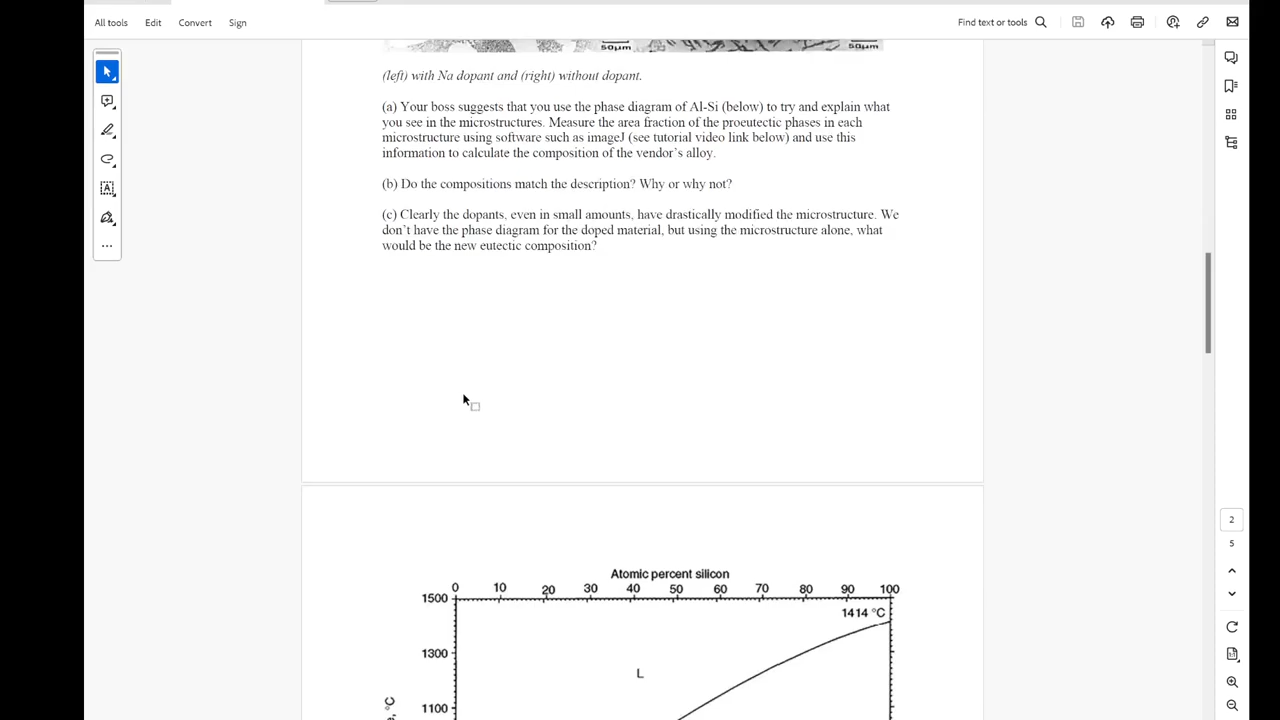 All tools Edit Convert Sign Find text or tools
50μm 50μm
(left) with Na dopant and (right) without dopant.
(a) Your boss suggests that you use the phase diagram of Al-Si (below) to try and explain what
you see in the microstructures. Measure the area fraction of the proeutectic phases in each
microstructure using software such as imageJ (see tutorial video link below) and use this
information to calculate the composition of the vendor's alloy.
(b) Do the compositions match the description? Why or why not?
(c) Clearly the dopants, even in small amounts, have drastically modified the microstructure. We
don't have the phase diagram for the doped material, but using the microstructure alone, what
would be the new eutectic composition?
2
5
Atomic percent silicon
0 10 20 30 40 50 60 70 80 90 100
1500
1414 °C
1300
L
1100
°C